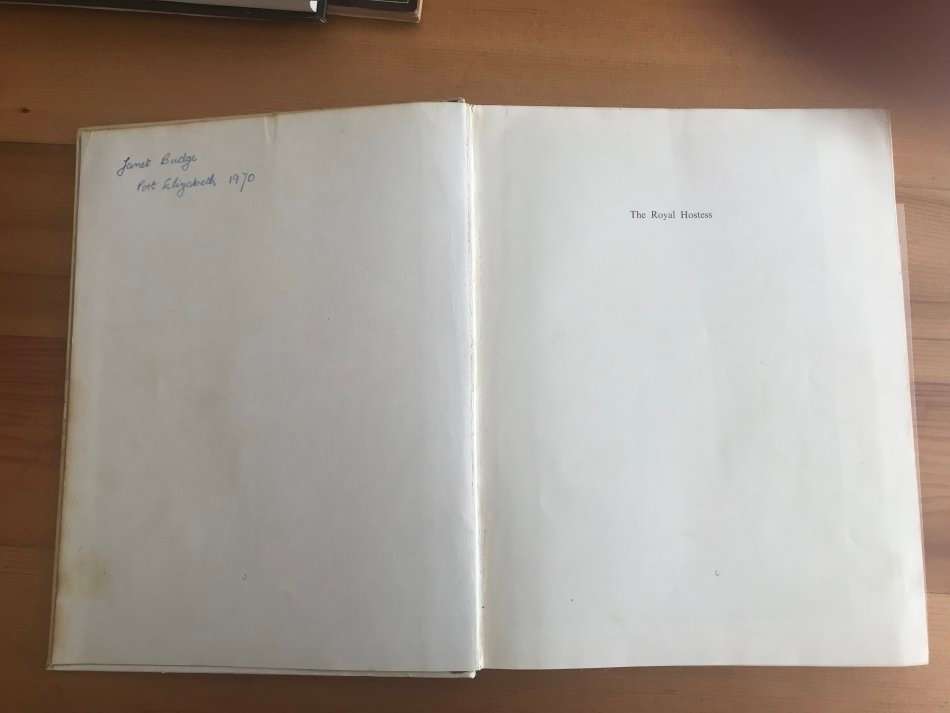 Janet Budge
Port Elizabeth 1970
The Royal Hostess